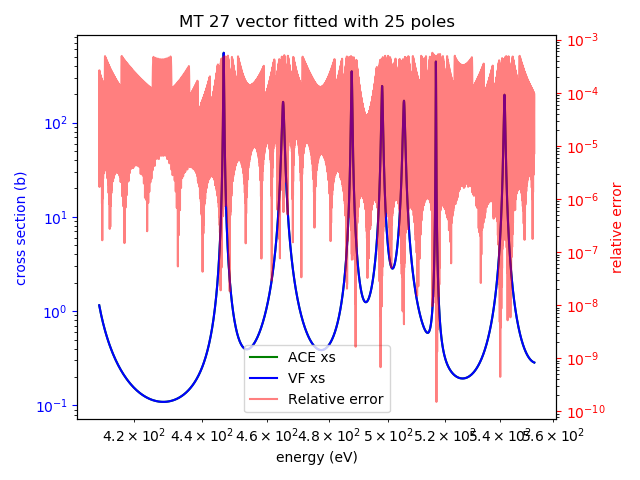 MT 27 vector fitted with 25 poles
cross section (b)
10²
10¹
10⁰
10⁻¹
10⁻³
10⁻⁴
10⁻⁵
10⁻⁶
10⁻⁷
10⁻⁸
10⁻⁹
10⁻¹⁰
relative error
ACE xs
VF xs
Relative error
4.2 × 10² 4.4 × 10² 4.6 × 10² 4.8 × 10² 5 × 10² 5.2 × 10² 5.4 × 10² 5.6 × 10²
energy (eV)